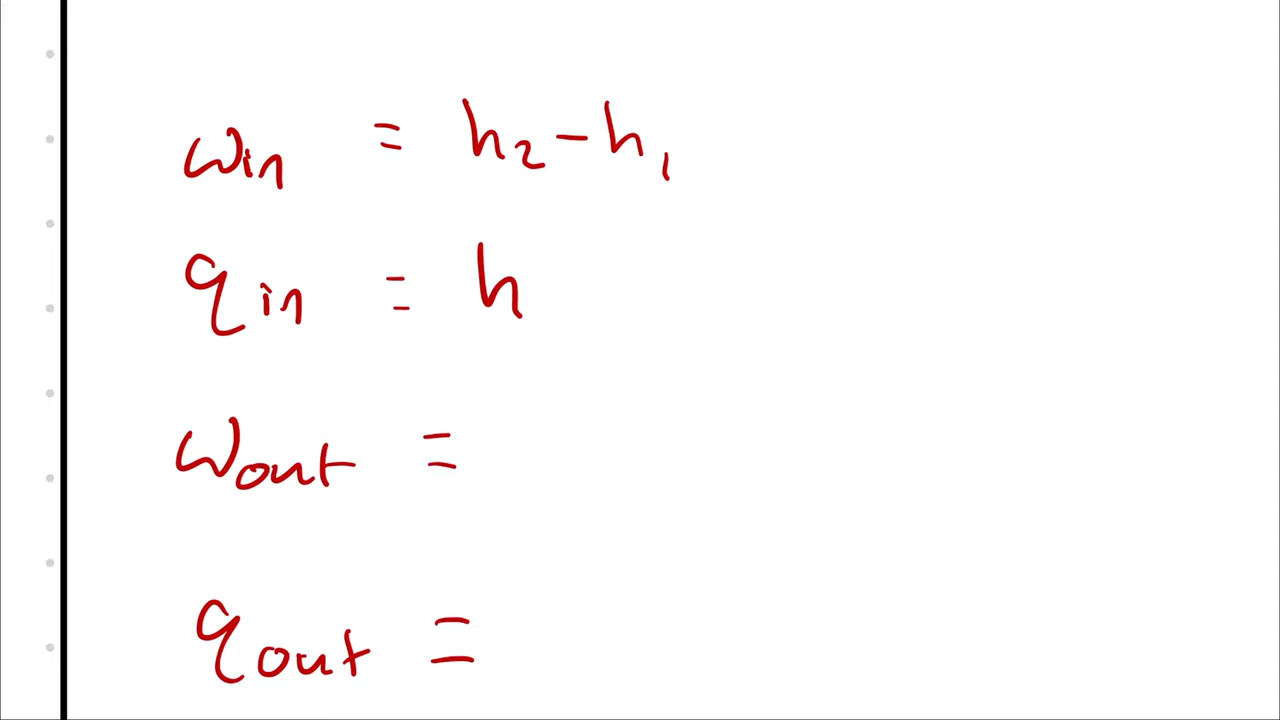 win = h2 - h1
qin = h
wout =
qout =